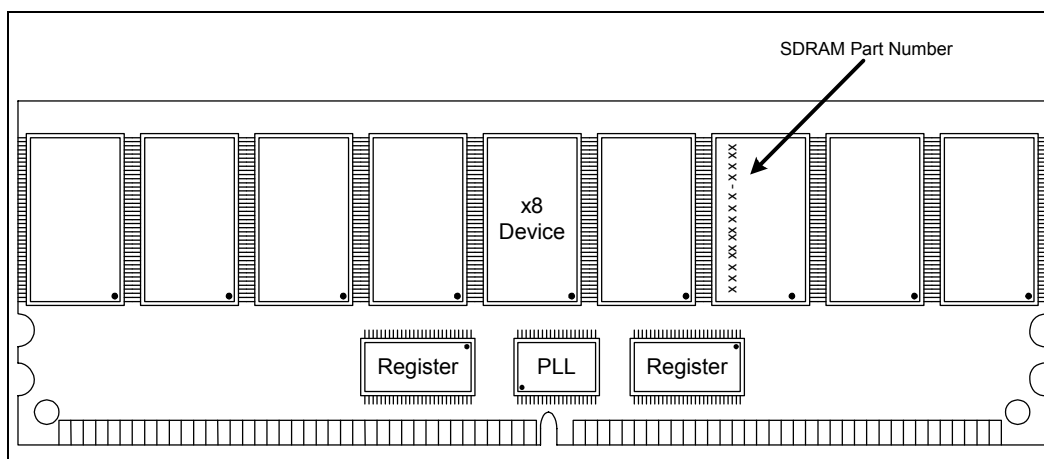 SDRAM Part Number
x8
Device
Register
PLL
Register